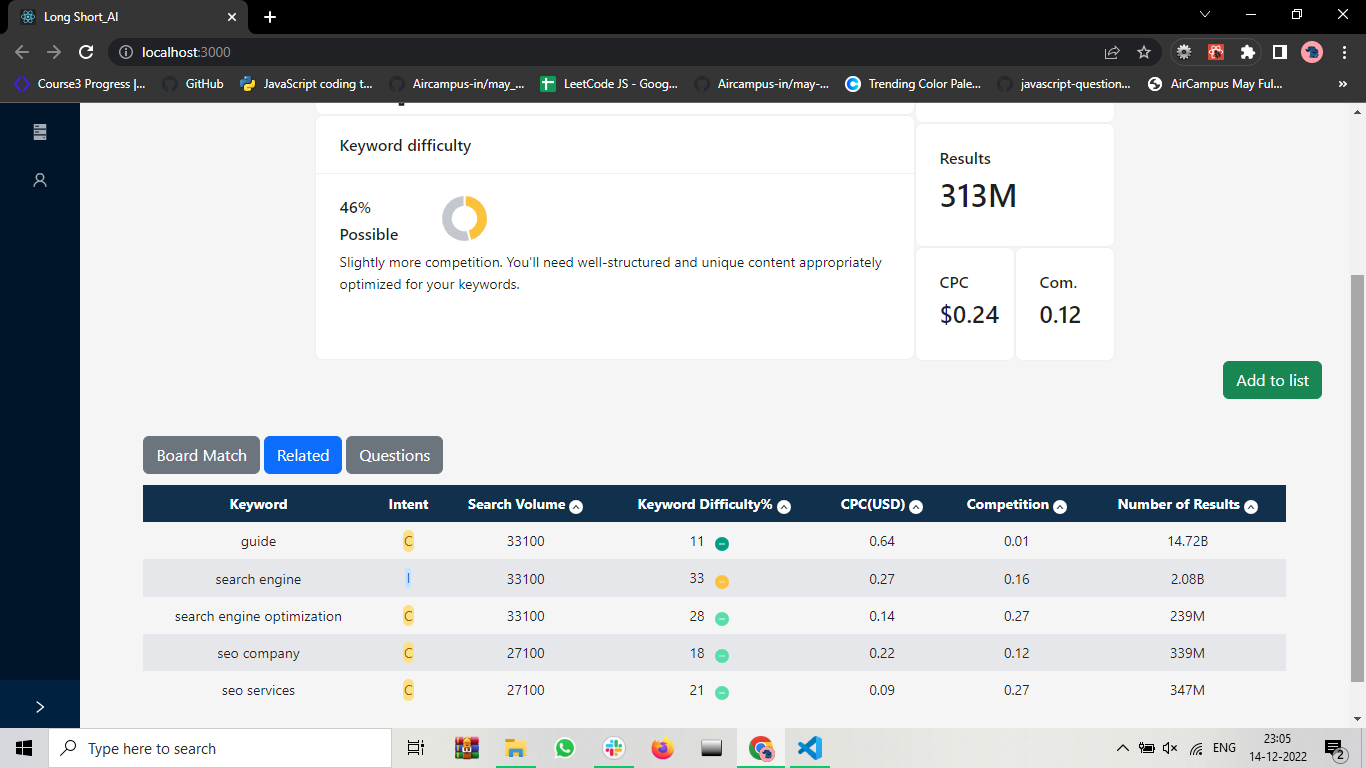 Long Short_AI
localhost:3000
Course3 Progress |... GitHub JavaScript coding t... Aircampus-in/may_... LeetCode JS - Goog... Aircampus-in/may-... Trending Color Pale... javascript-question... AirCampus May Ful... »
Keyword difficulty
46%
Possible
Slightly more competition. You'll need well-structured and unique content appropriately
optimized for your keywords.
Results
313M
CPC
$0.24
Com.
0.12
Add to list
Board Match Related Questions
Keyword Intent Search Volume Keyword Difficulty% CPC(USD) Competition Number of Results
guide C 33100 11 0.64 0.01 14.72B
search engine I 33100 33 0.27 0.16 2.08B
search engine optimization C 33100 28 0.14 0.27 239M
seo company C 27100 18 0.22 0.12 339M
seo services C 27100 21 0.09 0.27 347M
Type here to search
ENG
23:05
14-12-2022
2